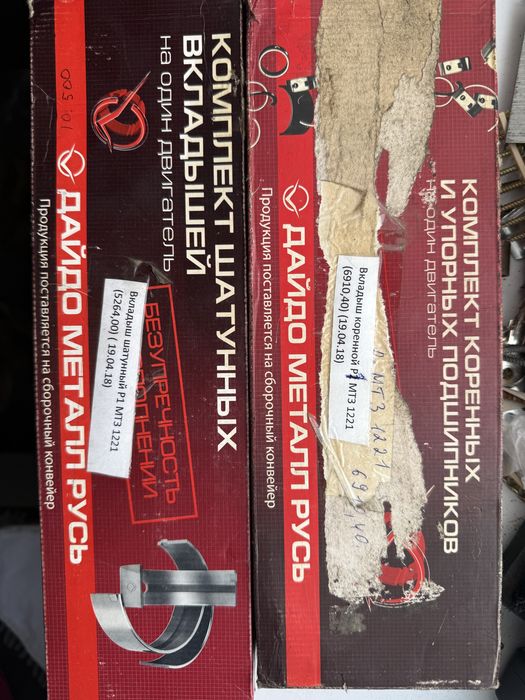 КОМПЛЕКТ ШАТУННЫХ
ВКЛАДЫШЕЙ
на один двигатель
БЕЗУПРЕЧНОСТЬ
Вкладыш шатунный Р1 МТЗ 1221
(5264,00) ( 19.04.18)
ДАЙДО МЕТАЛЛ РУСЬ
Продукция поставляется на сборочный конвейер
КОМПЛЕКТ КОРЕННЫХ
И УПОРНЫХ ПОДШИПНИКОВ
на один двигатель
МТЗ 1221
Вкладыш коренной Р1 МТЗ 1221
(6910,40) (19.04.18)
ДАЙДО МЕТАЛЛ РУСЬ
Продукция поставляется на сборочный конвейер